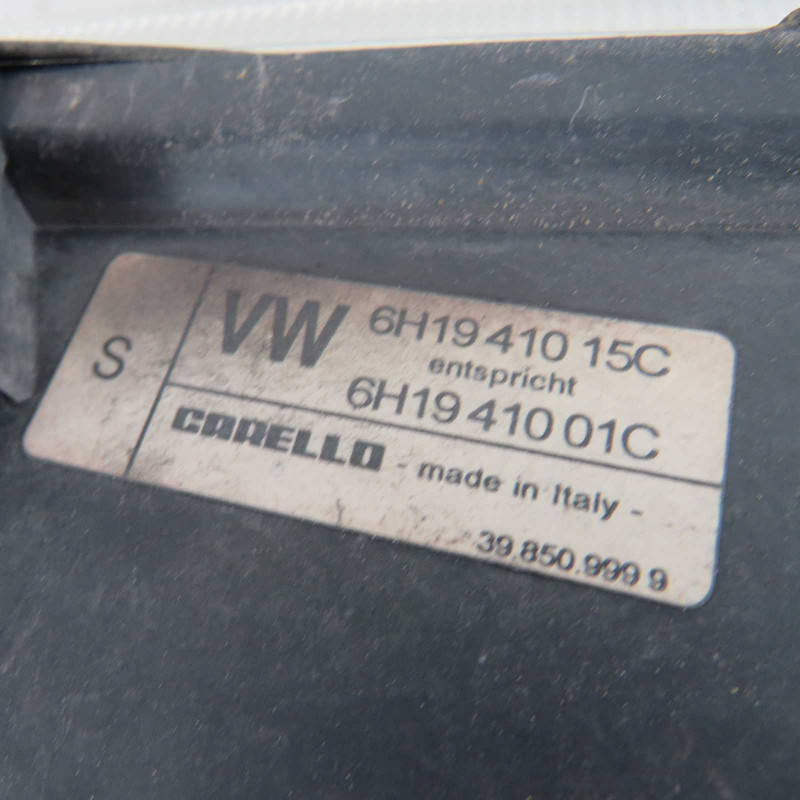 S
VW
6H19 410 15C
entspricht
6H19 410 01C
CARELLO - made in Italy -
39.850.999 9